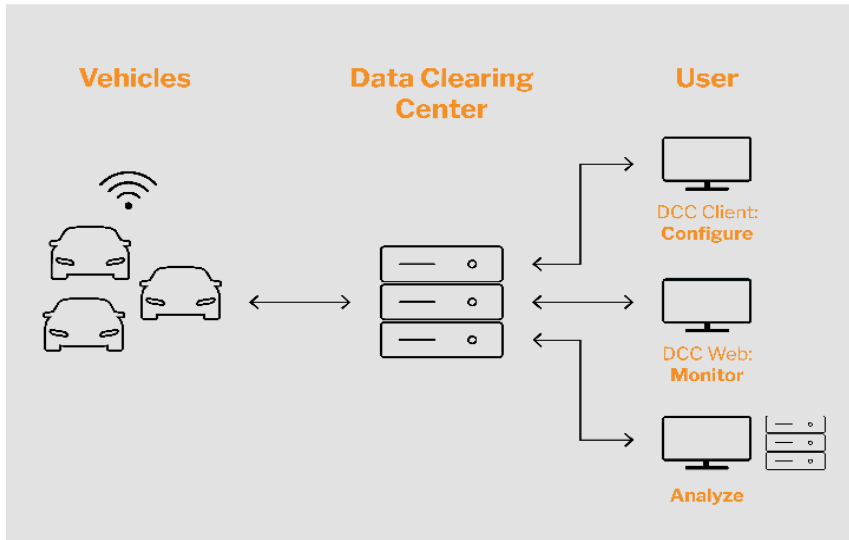 Vehicles
Data Clearing
Center
User
DCC Client:
Configure
DCC Web:
Monitor
Analyze